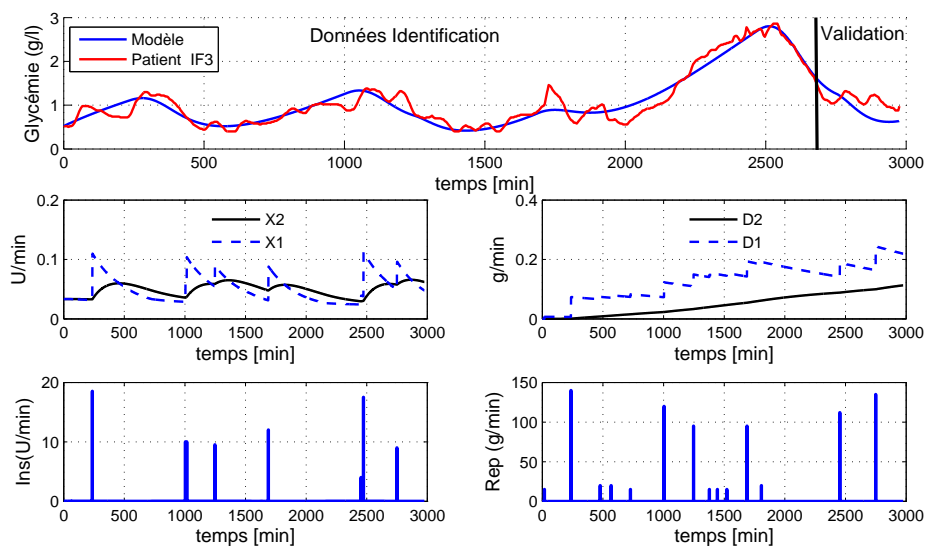 Données Identification
Validation
Modèle
Patient IF3
Glycémie (g/l)
3
2
1
0
0 500 1000 1500 2000 2500 3000
temps [min]
U/min
0.2
0.1
0
X2
X1
0 500 1000 1500 2000 2500 3000
temps [min]
g/min
0.4
0.2
0
D2
D1
0 500 1000 1500 2000 2500 3000
temps [min]
Ins(U/min)
20
10
0
0 500 1000 1500 2000 2500 3000
temps [min]
Rep (g/min)
150
100
50
0
0 500 1000 1500 2000 2500 3000
temps [min]